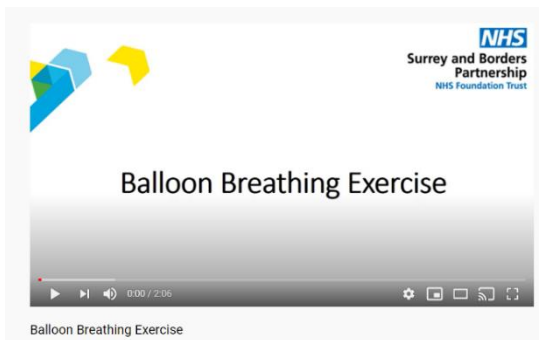 NHS
Surrey and Borders
Partnership
NHS Foundation Trust
Balloon Breathing Exercise
0:00 / 2:06
Balloon Breathing Exercise